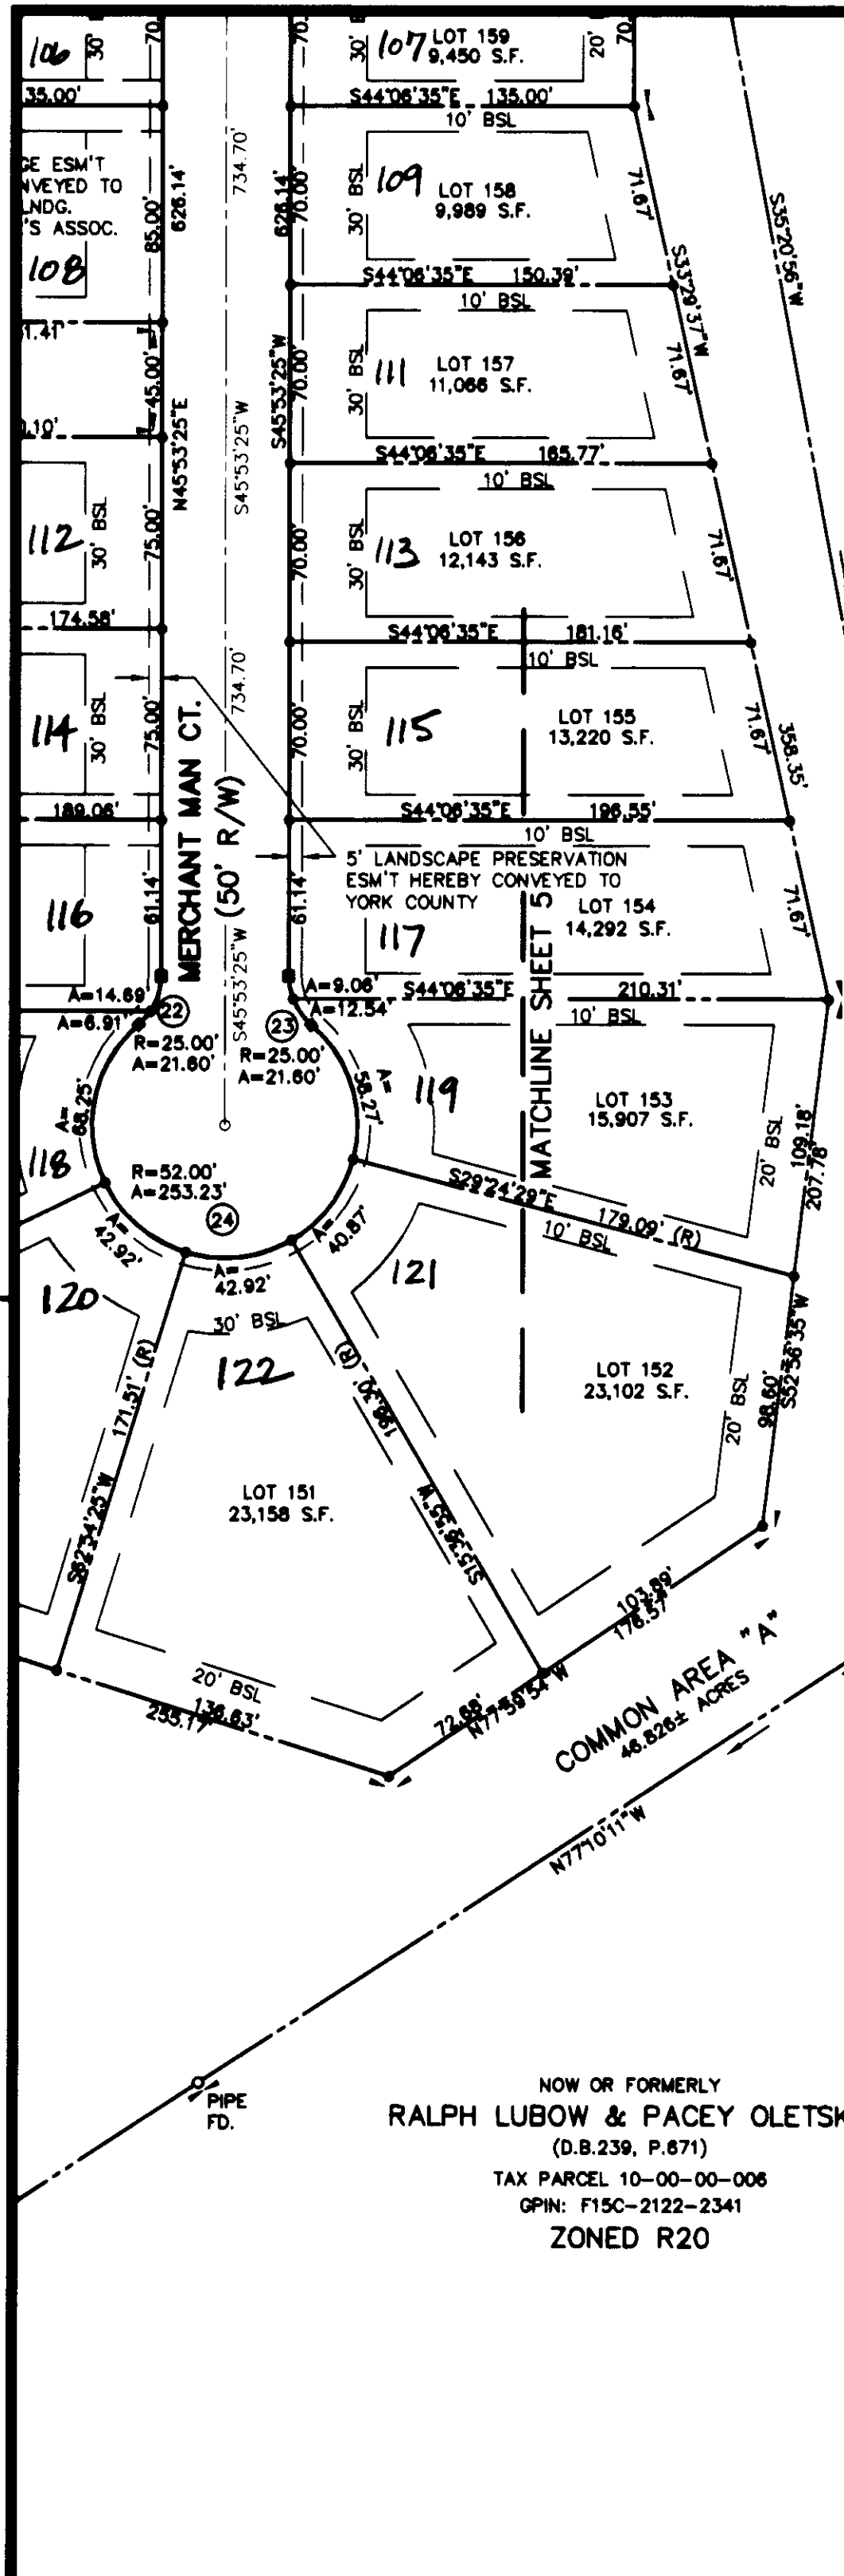 106
30'
70.
70.
30'
107 LOT 159
9,450 S.F.
20'
70.
35.00'
S44°06'35"E 135.00'
10' BSL
GE ESM'T
NVEYED TO
LNDG.
'S ASSOC.
85.00'
626.14'
734.70'
626.14'
70.00'
30' BSL
109
LOT 158
9,989 S.F.
71.67'
S33°29'37"W
S35°20'56"W
108
S44°06'35"E 150.39'
10' BSL
1.41'
45.00'
N45°53'25"E
S45°53'25"W
S45°53'25"W
70.00'
30' BSL
111
LOT 157
11,066 S.F.
71.67'
.10'
S44°06'35"E 165.77'
10' BSL
112
30' BSL
75.00'
70.00'
30' BSL
113
LOT 156
12,143 S.F.
71.67'
174.58'
S44°06'35"E 181.16'
10' BSL
114
30' BSL
75.00'
MERCHANT MAN CT.
(50' R/W)
734.70'
70.00'
30' BSL
115
LOT 155
13,220 S.F.
71.67'
358.35'
189.06'
S44°06'35"E 196.55'
10' BSL
5' LANDSCAPE PRESERVATION
ESM'T HEREBY CONVEYED TO
YORK COUNTY
116
61.14'
S45°53'25"W
61.14'
117
MATCHLINE SHEET 5
LOT 154
14,292 S.F.
71.67'
A=14.69'
A=9.06'
S44°06'35"E 210.31'
A=6.91'
22
23
A=12.54'
10' BSL
R=25.00'
A=21.60'
R=25.00'
A=21.60'
A=
68.25'
A=
58.27'
119
LOT 153
15,907 S.F.
20' BSL
109.18'
207.78'
118
R=52.00'
A=253.23'
24
S29°24'29"E
179.09' (R)
10' BSL
A=
42.92'
A=
42.92'
A=
40.87'
120
30' BSL
121
122
171.51' (R)
S62°54'25"W
196.30' (R)
S15°36'55"W
LOT 152
23,102 S.F.
20' BSL
98.60'
S52°56'35"W
LOT 151
23,158 S.F.
103.89'
176.57'
20' BSL
136.63'
255.17'
72.68'
N77°59'54"W
COMMON AREA "A"
46.826± ACRES
N77°10'11"W
PIPE
FD.
NOW OR FORMERLY
RALPH LUBOW & PACEY OLETSK
(D.B.239, P.671)
TAX PARCEL 10-00-00-006
GPIN: F15C-2122-2341
ZONED R20